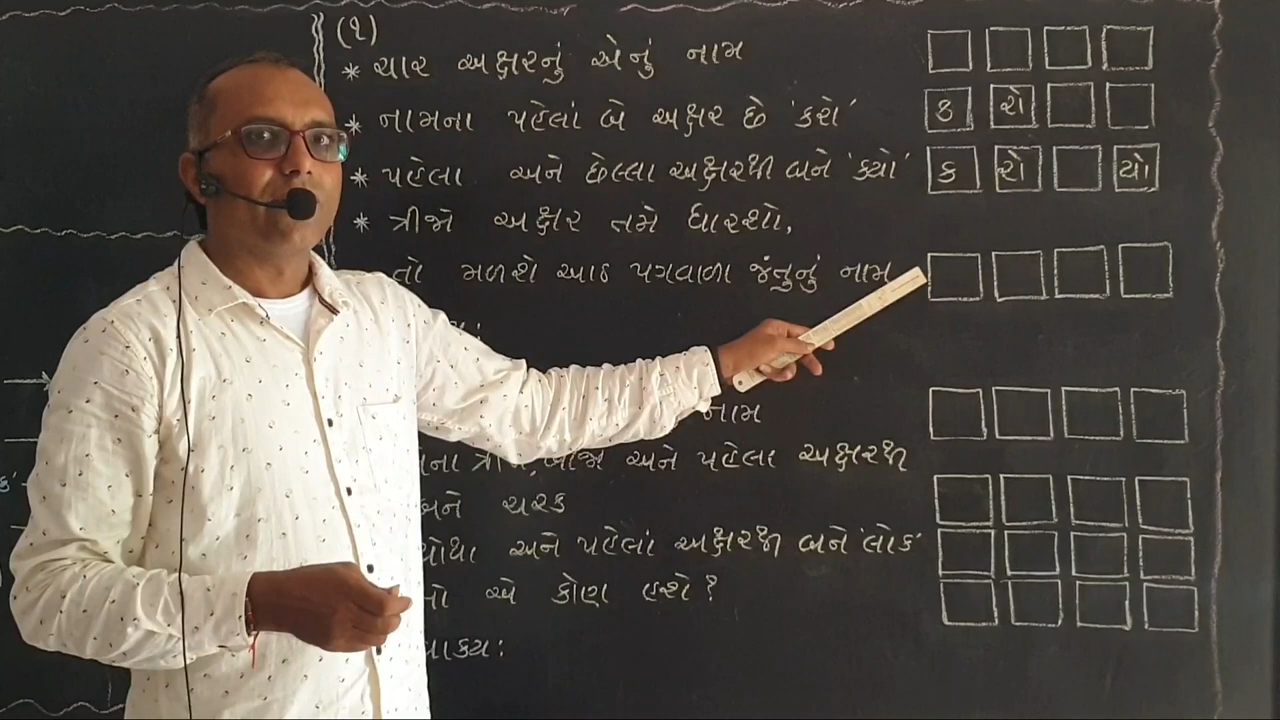 (૧)
* ચાર અક્ષરનું એનું નામ
* નામના પહેલાં બે અક્ષર છે 'કરો'
ક રો
* પહેલા અને છેલ્લા અક્ષરથી બને 'કયો'
ક રો યો
* ત્રીજો અક્ષર તમે ધારશો,
તો મળશે આઠ પગવાળા જંતુનું નામ
નામ
બીજા અને પહેલા અક્ષરથી
બને ચરક
ચોથા અને પહેલાં અક્ષરથી બને 'લોક'
તો એ કોણ હશે?
વાક્ય: